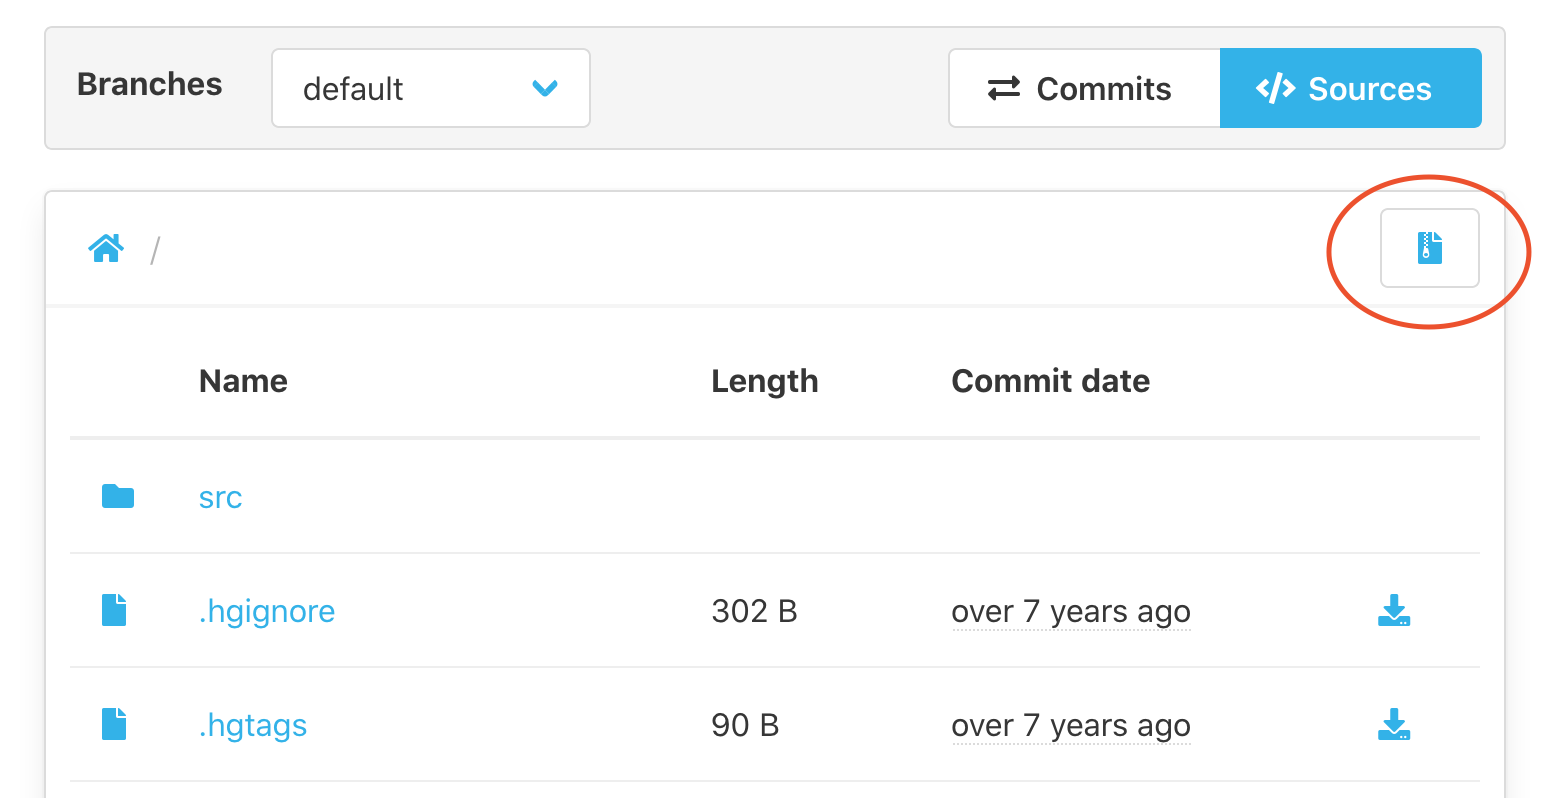 Branches default Commits Sources
/
Name Length Commit date
src
.hgignore 302 B over 7 years ago
.hgtags 90 B over 7 years ago